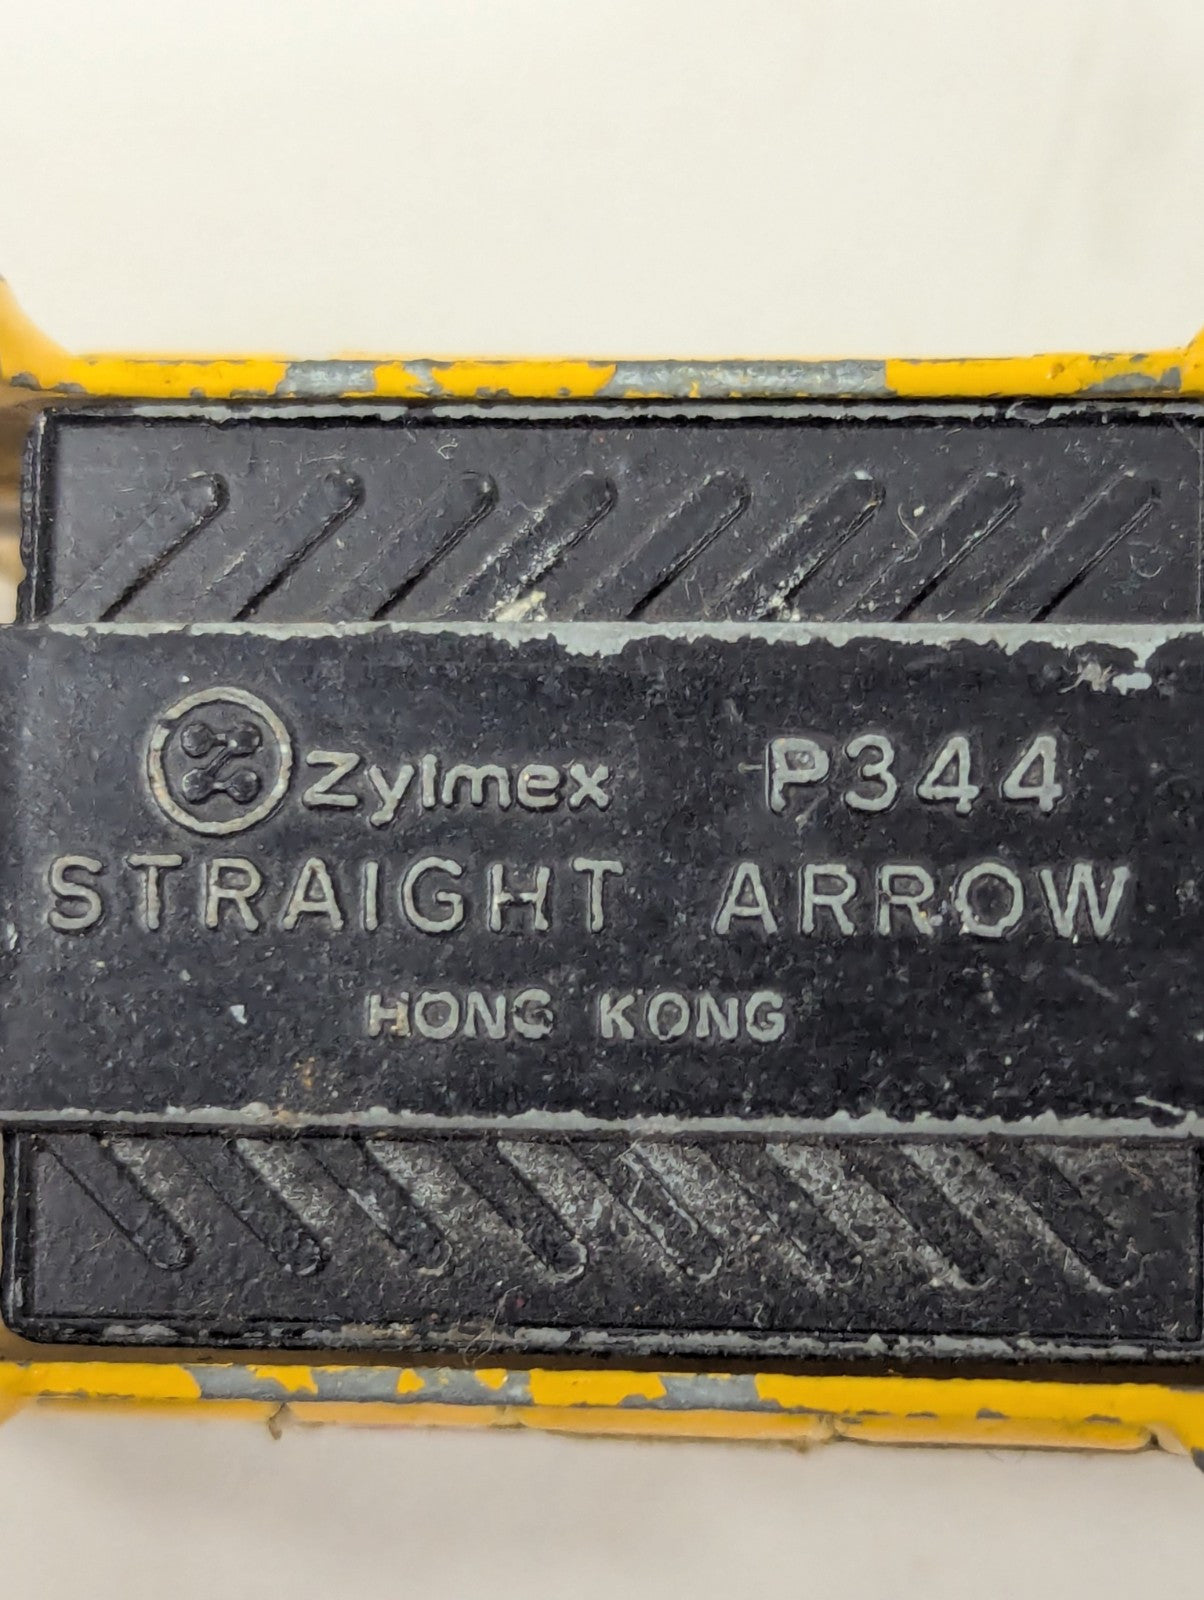 Zylmex P344
STRAIGHT ARROW
HONG KONG